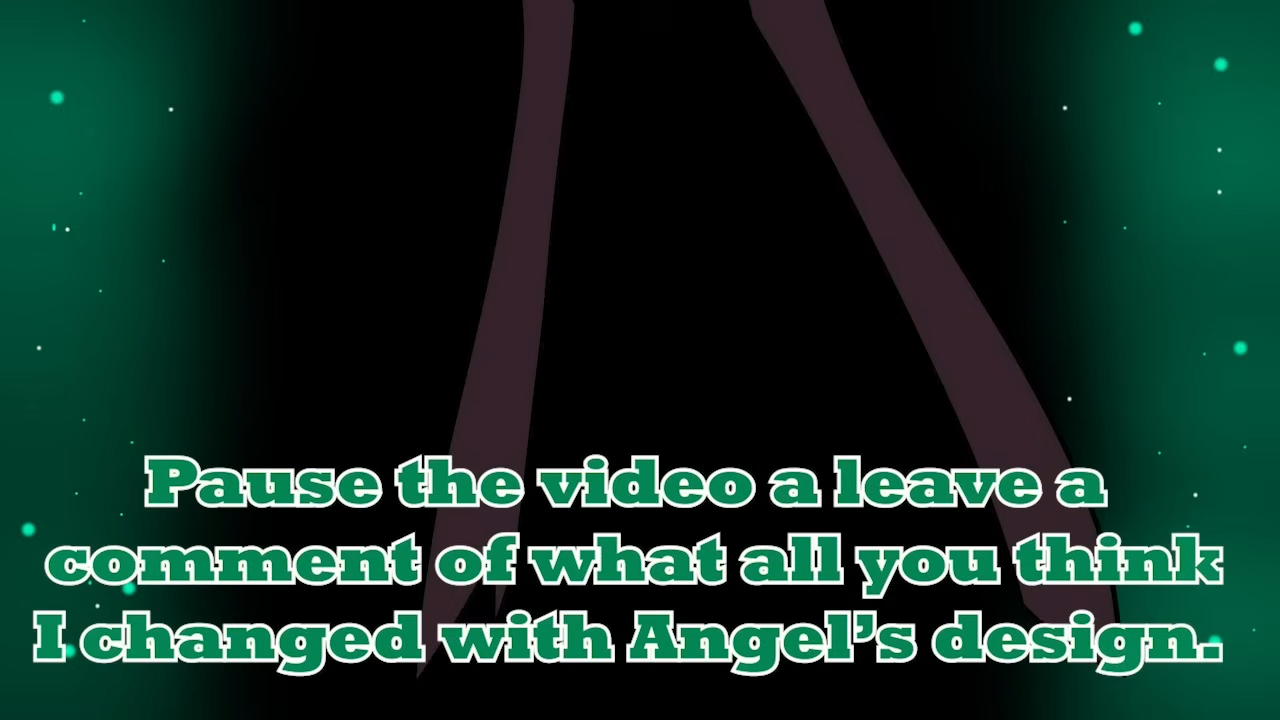 Pause the video a leave a
comment of what all you think
I changed with Angel's design.